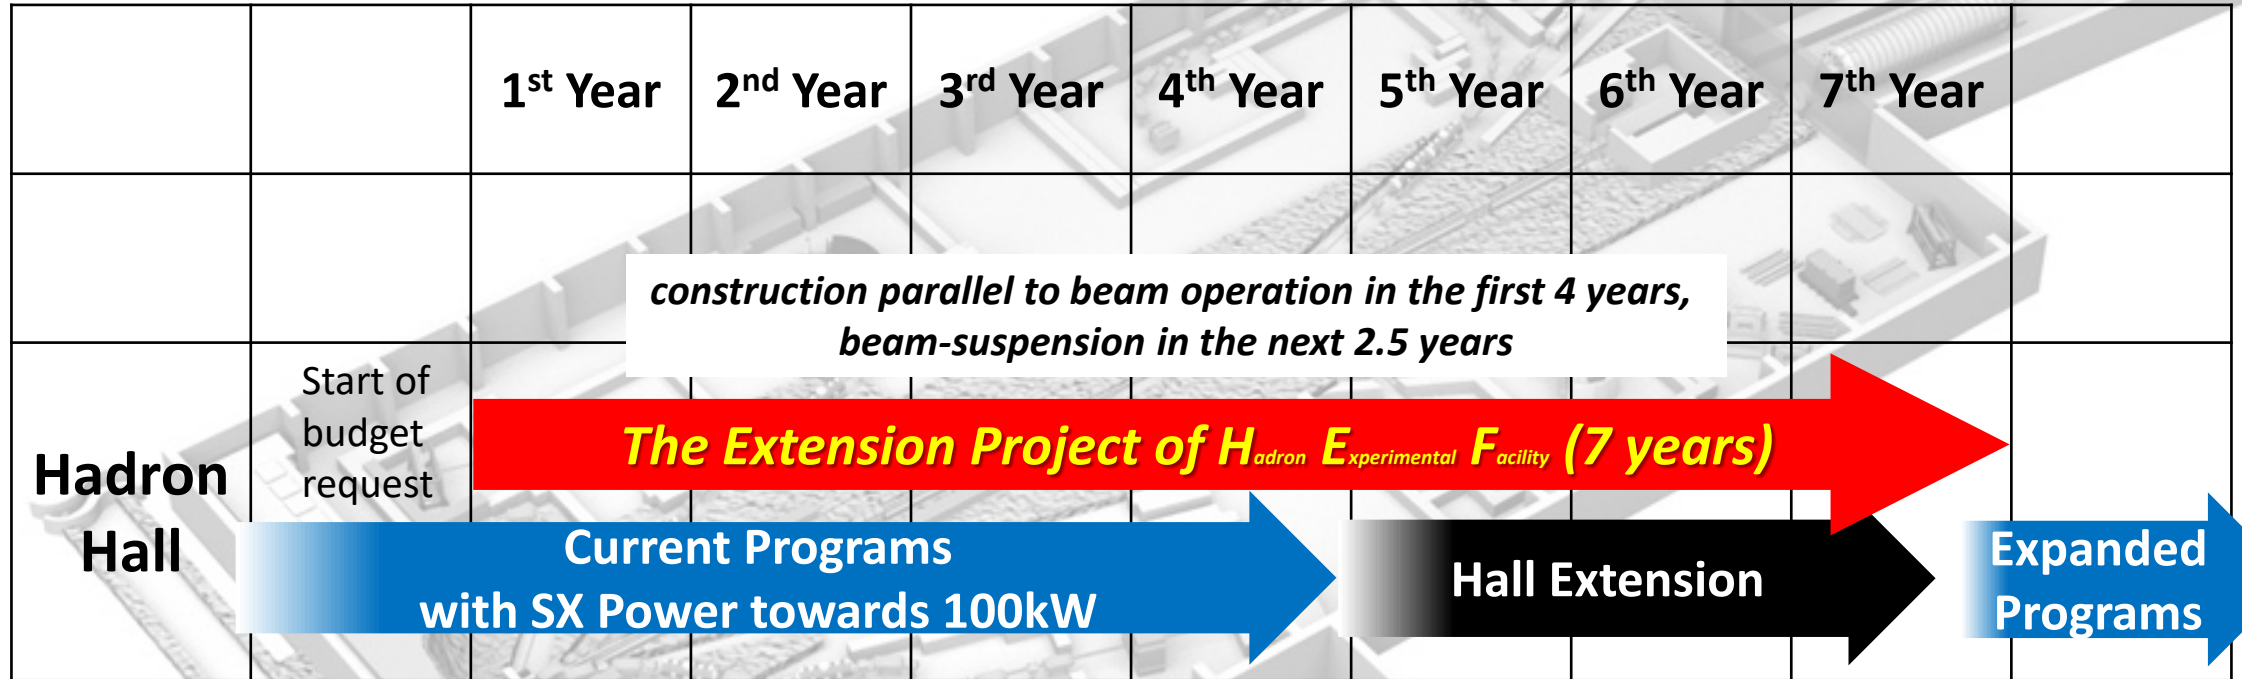 1st Year 2nd Year 3rd Year 4th Year 5th Year 6th Year 7th Year
construction parallel to beam operation in the first 4 years,
beam-suspension in the next 2.5 years
Hadron
Hall
Start of
budget
request
The Extension Project of Hadron Experimental Facility (7 years)
Current Programs
with SX Power towards 100kW
Hall Extension
Expanded
Programs